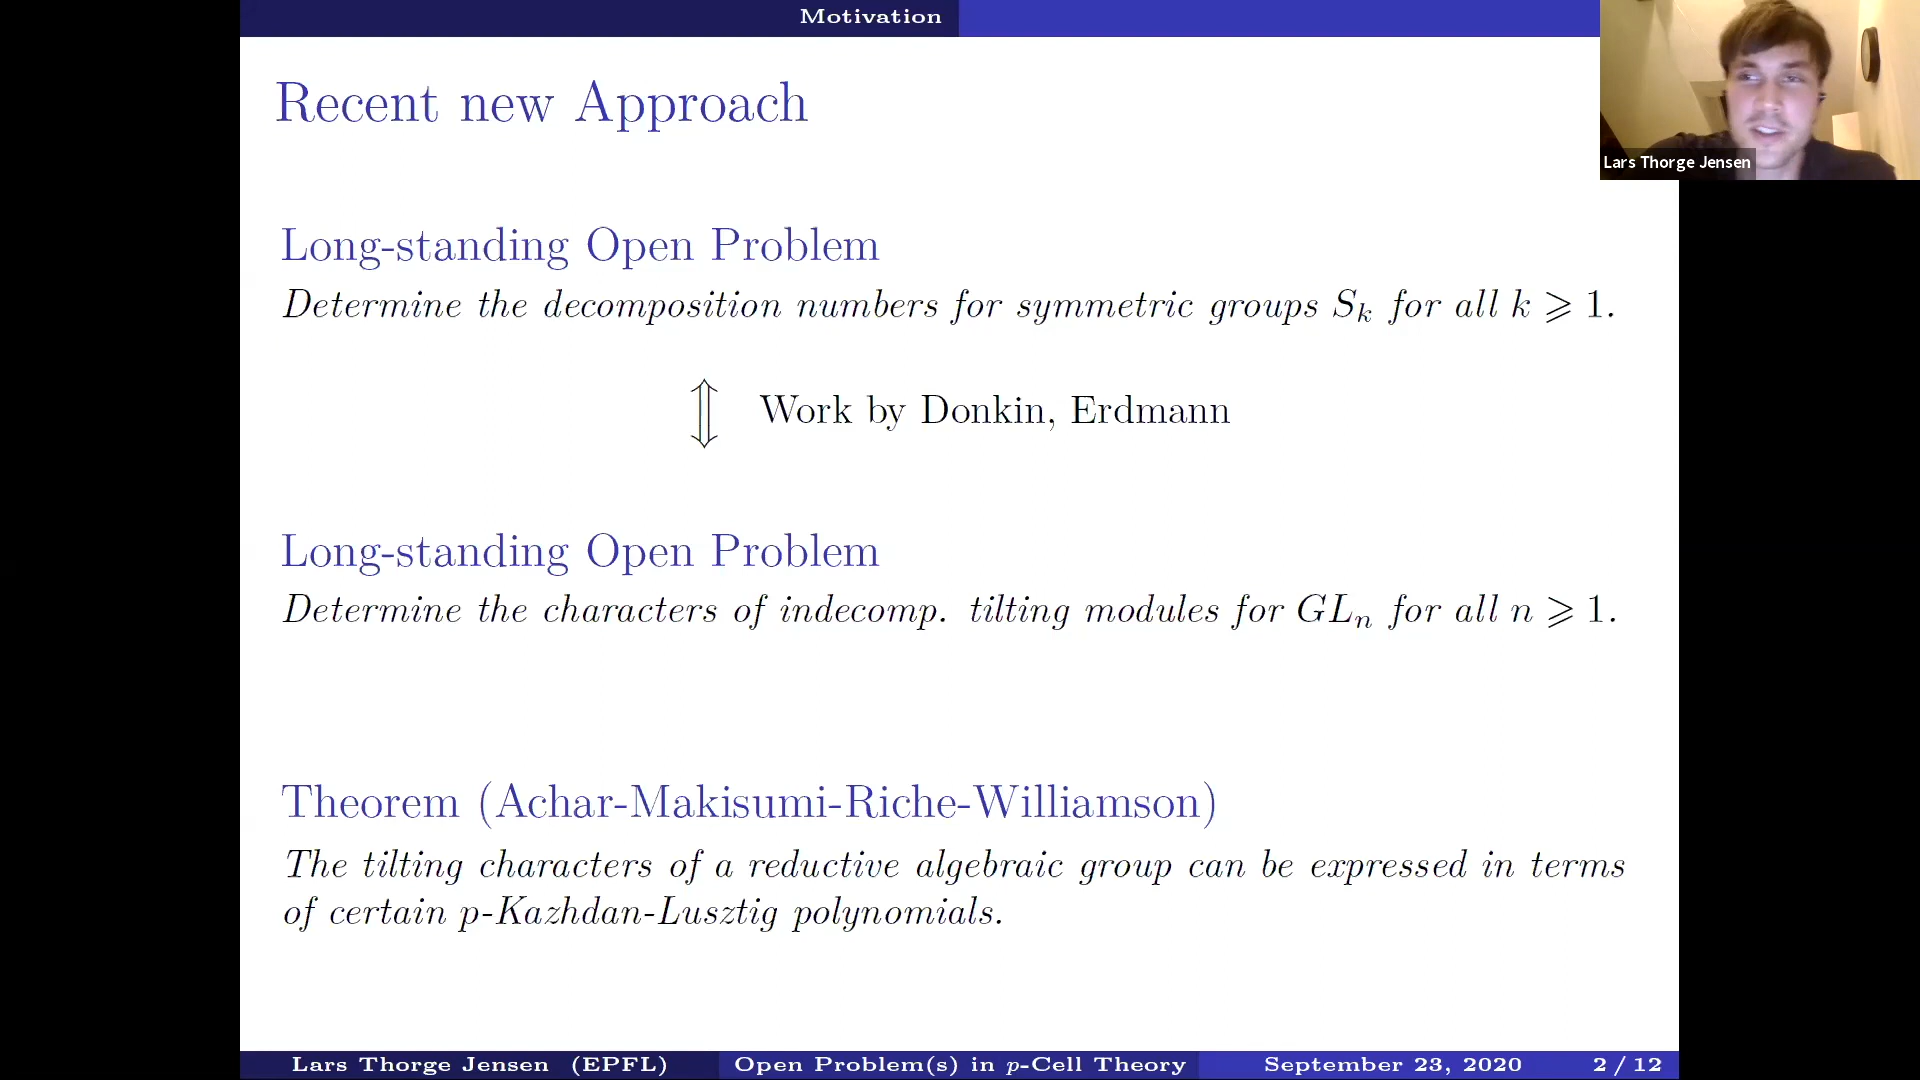 Motivation
Recent new Approach
Lars Thorge Jensen
Long-standing Open Problem
Determine the decomposition numbers for symmetric groups Sₖ for all k ⩾ 1.
⇕ Work by Donkin, Erdmann
Long-standing Open Problem
Determine the characters of indecomp. tilting modules for GLₙ for all n ⩾ 1.
Theorem (Achar-Makisumi-Riche-Williamson)
The tilting characters of a reductive algebraic group can be expressed in terms
of certain p-Kazhdan-Lusztig polynomials.
Lars Thorge Jensen (EPFL) Open Problem(s) in p-Cell Theory September 23, 2020 2 / 12